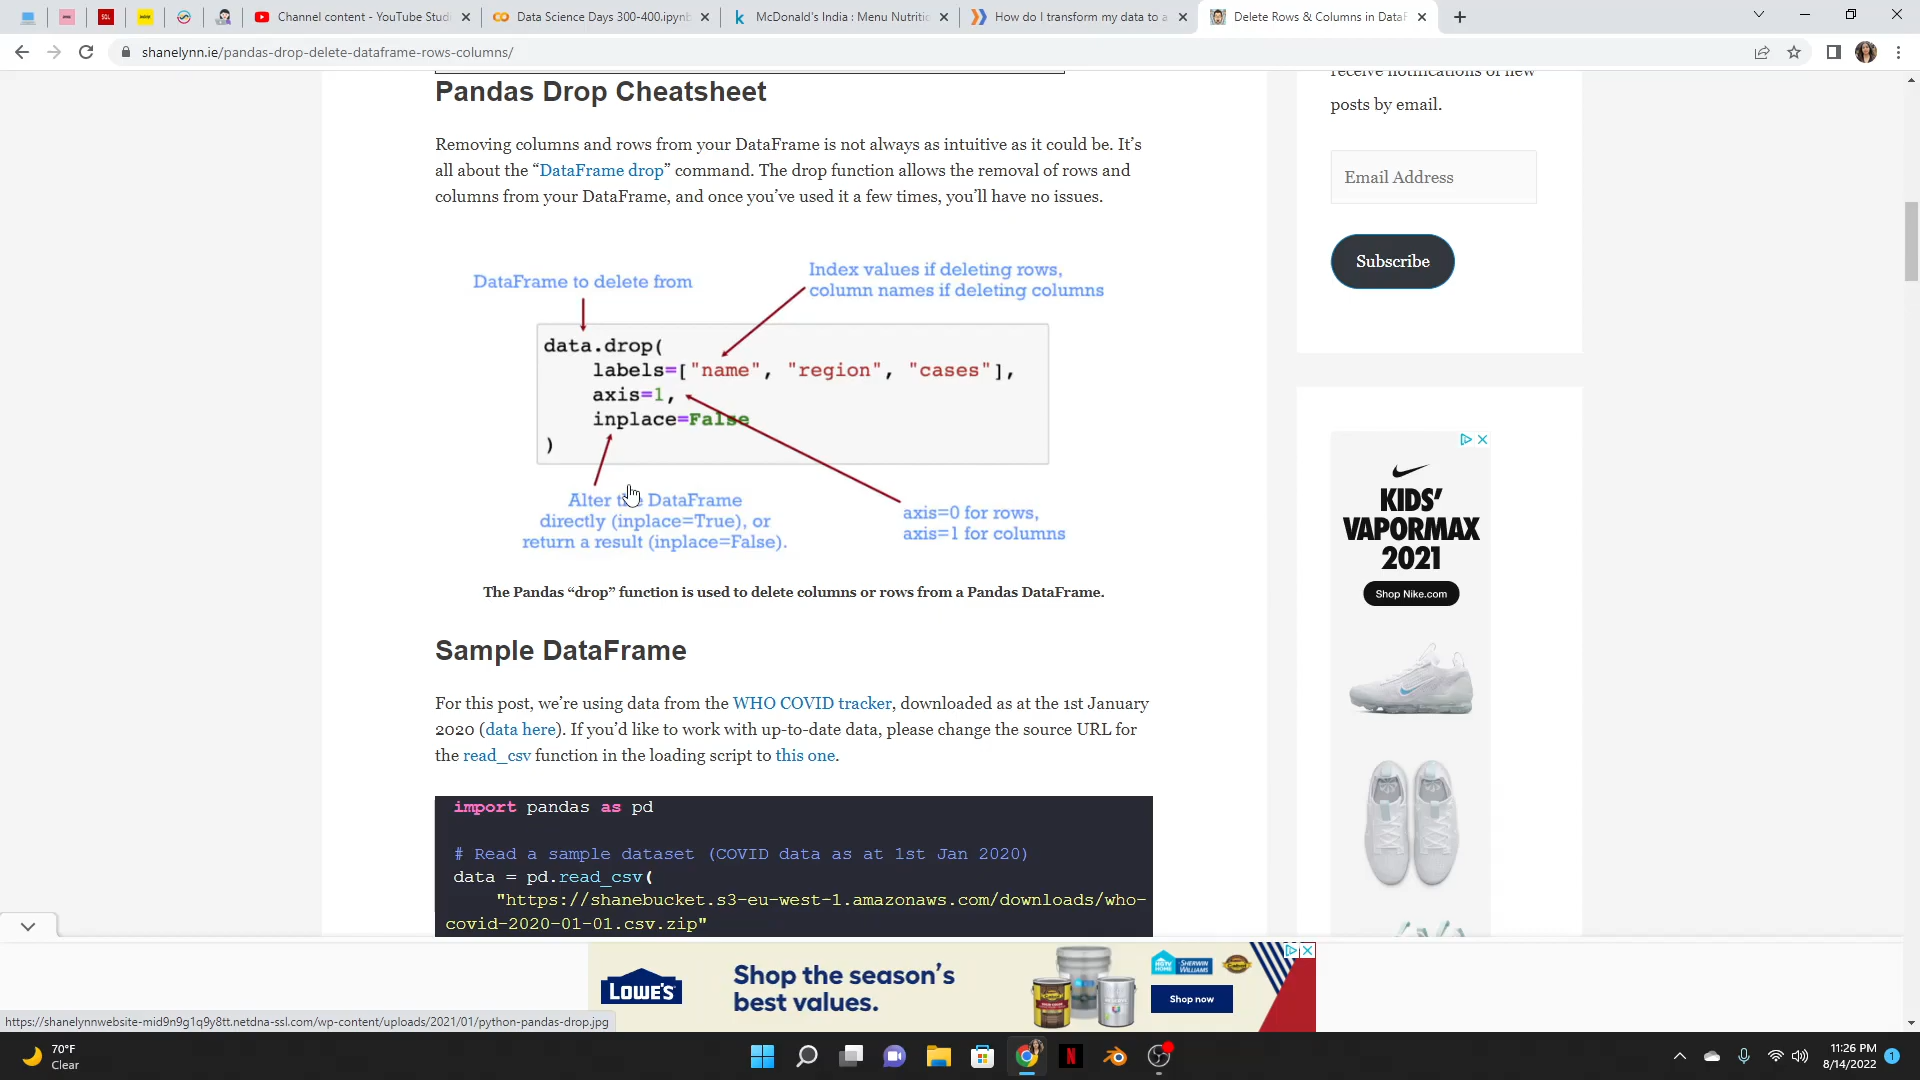 Channel content - YouTube Studi
Data Science Days 300-400.ipynb
McDonald's India : Menu Nutritic
How do I transform my data to a
Delete Rows & Columns in DataF
shanelynn.ie/pandas-drop-delete-dataframe-rows-columns/
Pandas Drop Cheatsheet
Removing columns and rows from your DataFrame is not always as intuitive as it could be. It's
all about the “DataFrame drop” command. The drop function allows the removal of rows and
columns from your DataFrame, and once you've used it a few times, you'll have no issues.
DataFrame to delete from
Index values if deleting rows,
column names if deleting columns
data.drop(
labels=["name", "region", "cases"],
axis=1,
inplace=False
)
Alter the DataFrame
directly (inplace=True), or
return a result (inplace=False).
axis=0 for rows,
axis=1 for columns
The Pandas “drop” function is used to delete columns or rows from a Pandas DataFrame.
Sample DataFrame
For this post, we're using data from the WHO COVID tracker, downloaded as at the 1st January
2020 (data here). If you'd like to work with up-to-date data, please change the source URL for
the read_csv function in the loading script to this one.
import pandas as pd
# Read a sample dataset (COVID data as at 1st Jan 2020)
data = pd.read_csv(
"https://shanebucket.s3-eu-west-1.amazonaws.com/downloads/who-
covid-2020-01-01.csv.zip"
receive notifications of new
posts by email.
Email Address
Subscribe
KIDS'
VAPORMAX
2021
Shop Nike.com
LOWE'S
Shop the season's
best values.
SHERWIN
WILLIAMS
Shop now
https://shanelynnwebsite-mid9n9g1q9y8tt.netdna-ssl.com/wp-content/uploads/2021/01/python-pandas-drop.jpg
70°F
Clear
11:26 PM
8/14/2022
1